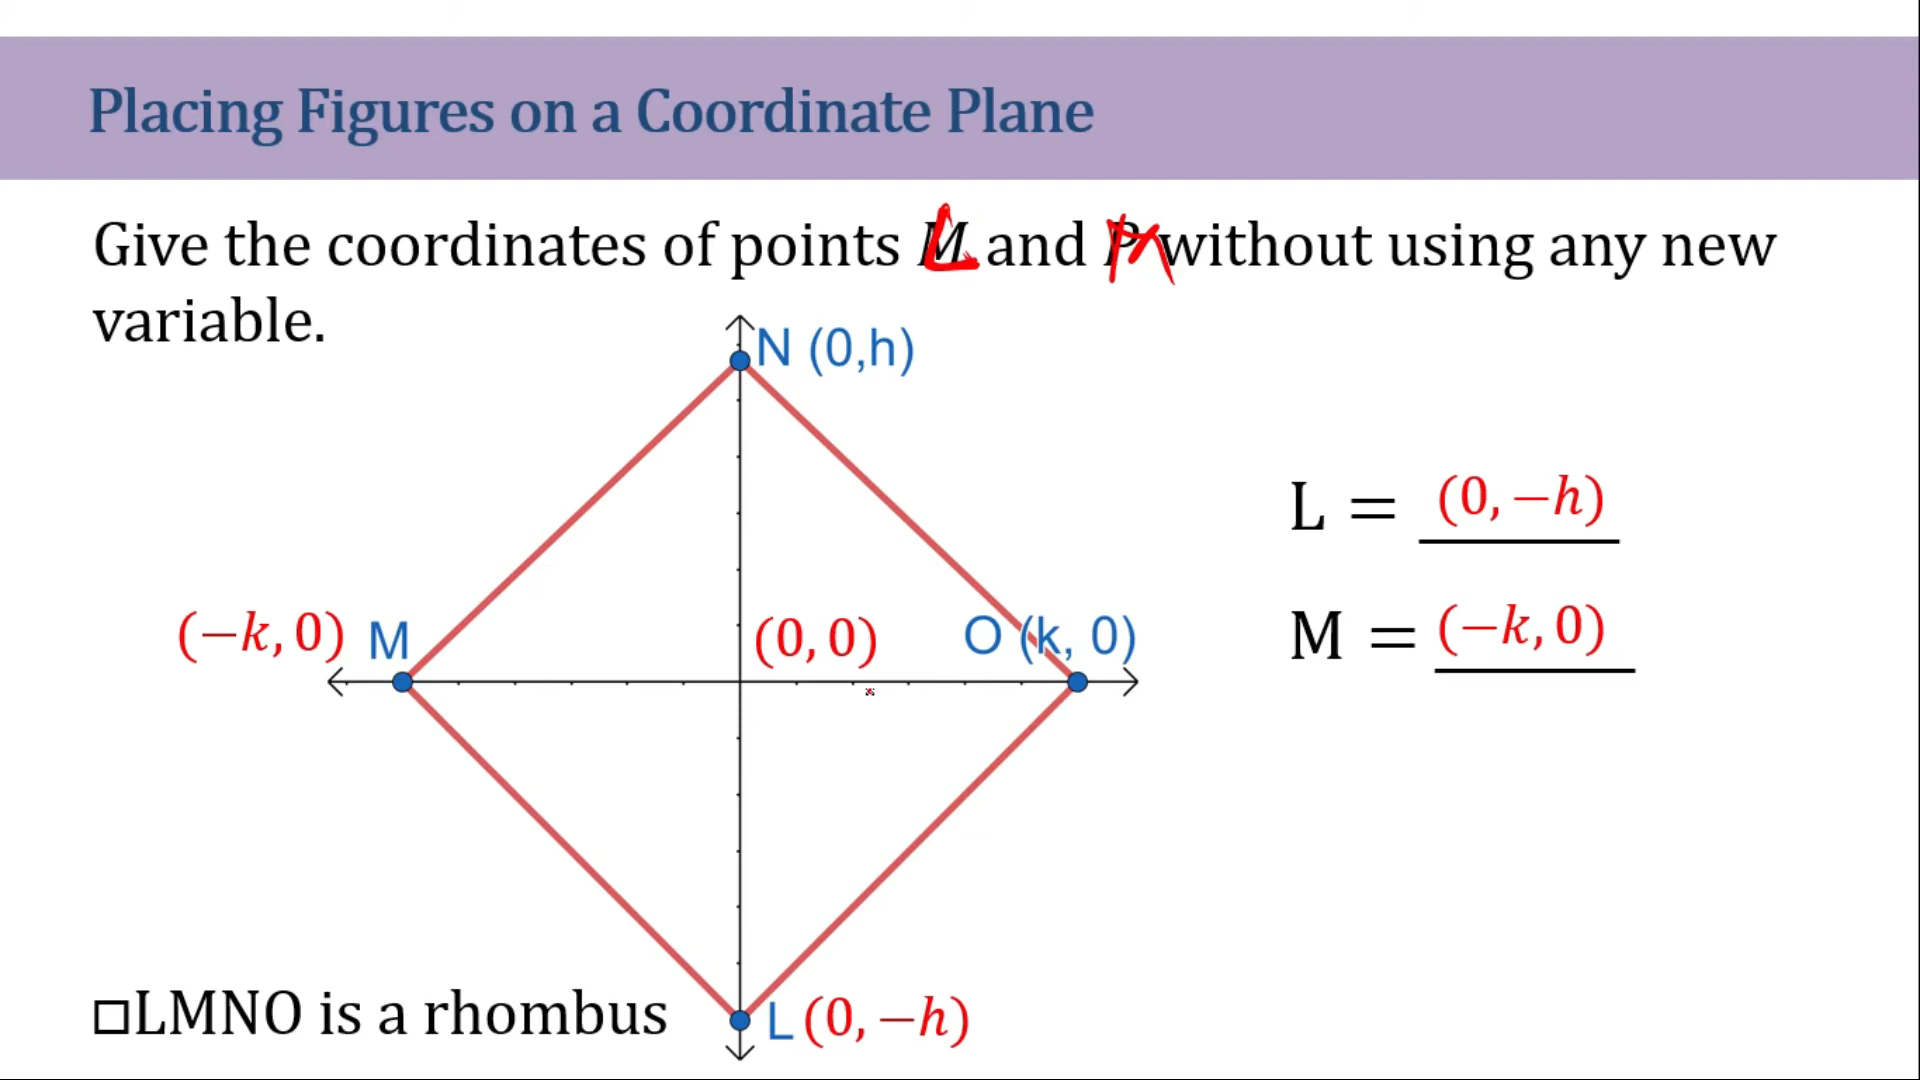 Placing Figures on a Coordinate Plane
Give the coordinates of points L and M without using any new
variable.
N (0,h)
L = (0, −h)
(−k, 0) M (0, 0) O (k, 0)
M = (−k, 0)
□LMNO is a rhombus
L (0, −h)